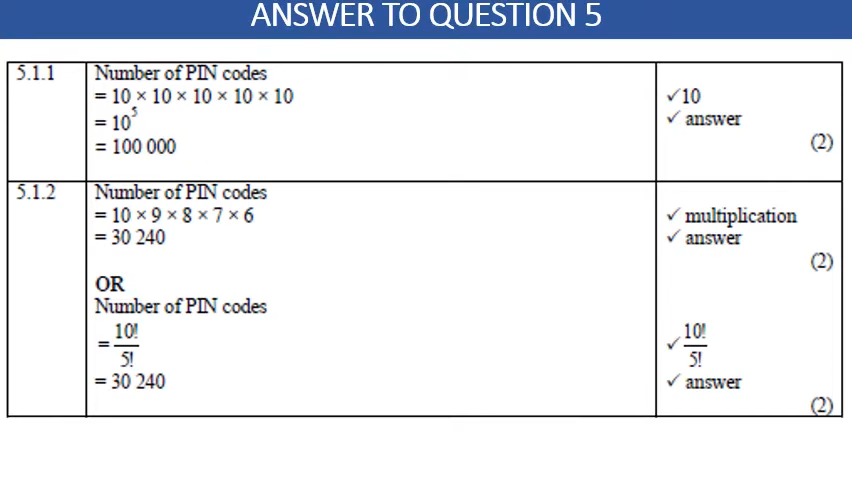 ANSWER TO QUESTION 5
5.1.1 Number of PIN codes
= 10 × 10 × 10 × 10 × 10 ✓10
= 10⁵ ✓ answer
= 100 000 (2)
5.1.2 Number of PIN codes
= 10 × 9 × 8 × 7 × 6 ✓ multiplication
= 30 240 ✓ answer
(2)
OR
Number of PIN codes
= 10!/5! ✓ 10!/5!
= 30 240 ✓ answer
(2)